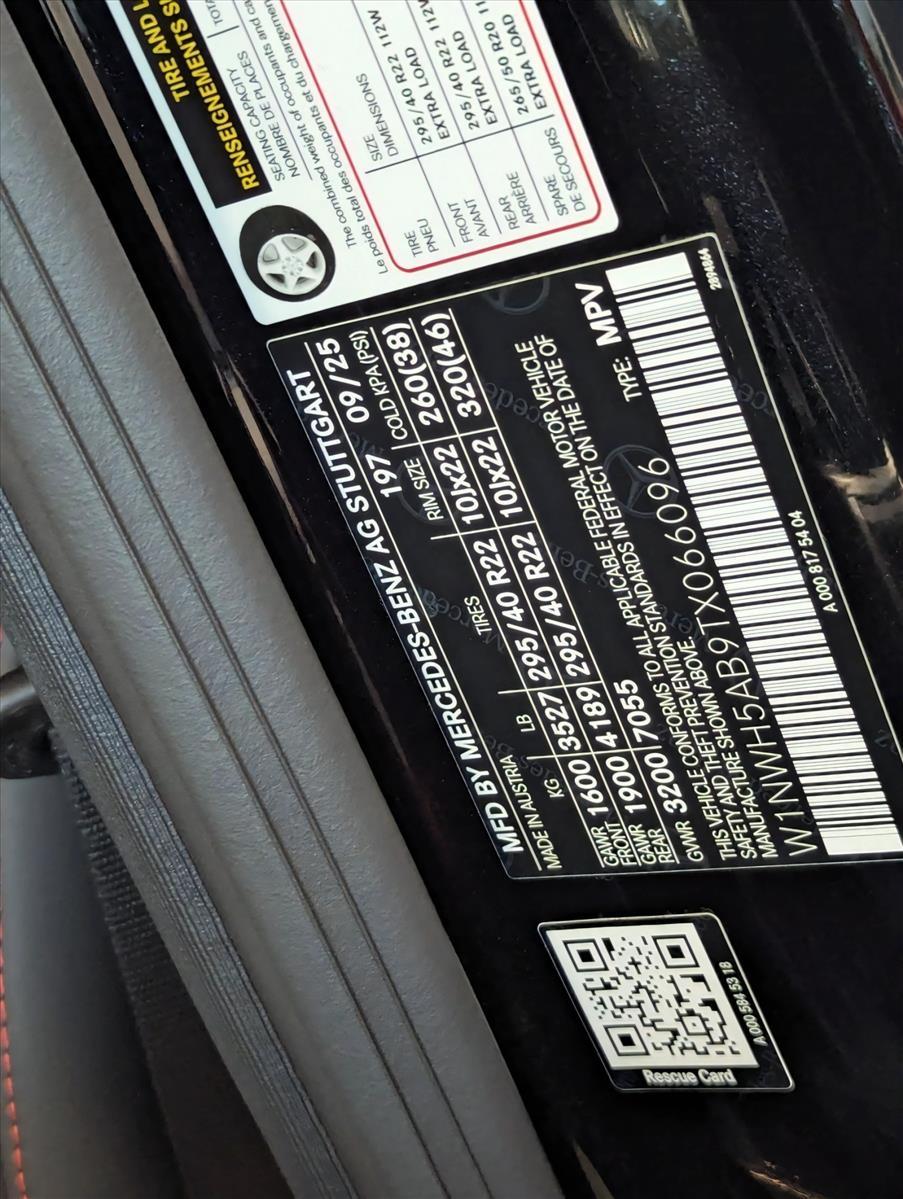 TIRE AND L
RENSEIGNEMENTS S
SEATING CAPACITY
NOMBRE DE PLACES
The combined weight of occupants and ca
Le poids total des occupants et du chargement
TIRE SIZE
PNEU DIMENSIONS
FRONT 295/40 R22 112W
AVANT EXTRA LOAD
REAR 295/40 R22 112W
ARRIÈRE EXTRA LOAD
SPARE 265/50 R20 11
DE SECOURS EXTRA LOAD
MFD BY MERCEDES-BENZ AG STUTTGART
MADE IN AUSTRIA 197 09/25
KG LB TIRES RIM SIZE COLD KPA(PSI)
GAWR FRONT 1600 3527 295/40 R22 10Jx22 260(38)
GAWR REAR 1900 4189 295/40 R22 10Jx22 320(46)
GVWR 3200 7055
THIS VEHICLE CONFORMS TO ALL APPLICABLE FEDERAL MOTOR VEHICLE
SAFETY AND THEFT PREVENTION STANDARDS IN EFFECT ON THE DATE OF
MANUFACTURE SHOWN ABOVE.
W1NWH5AB9TX066096 TYPE: MPV
A 000 817 54 04
2894864
Rescue Card
A 000 584 53 18